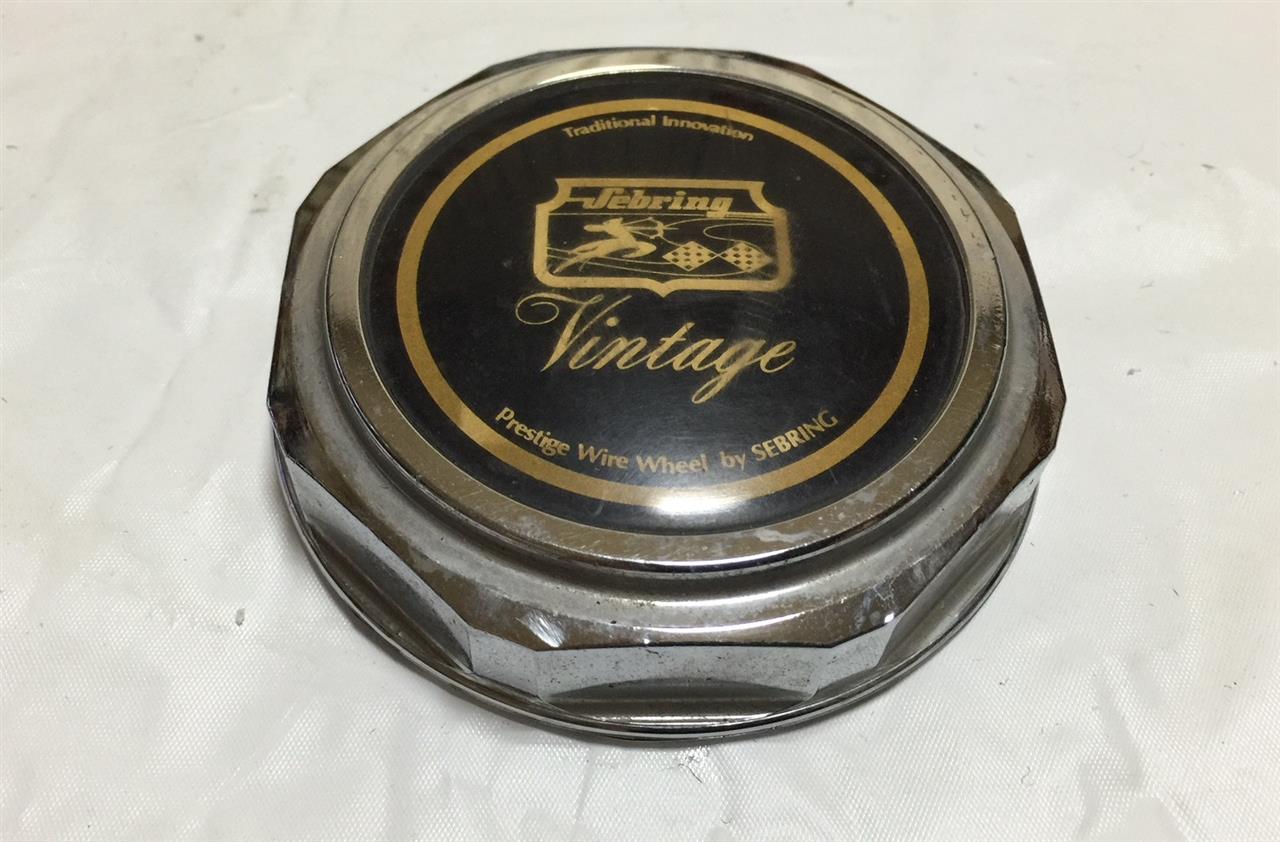 Traditional Innovation
Sebring
Vintage
Prestige Wire Wheel by SEBRING